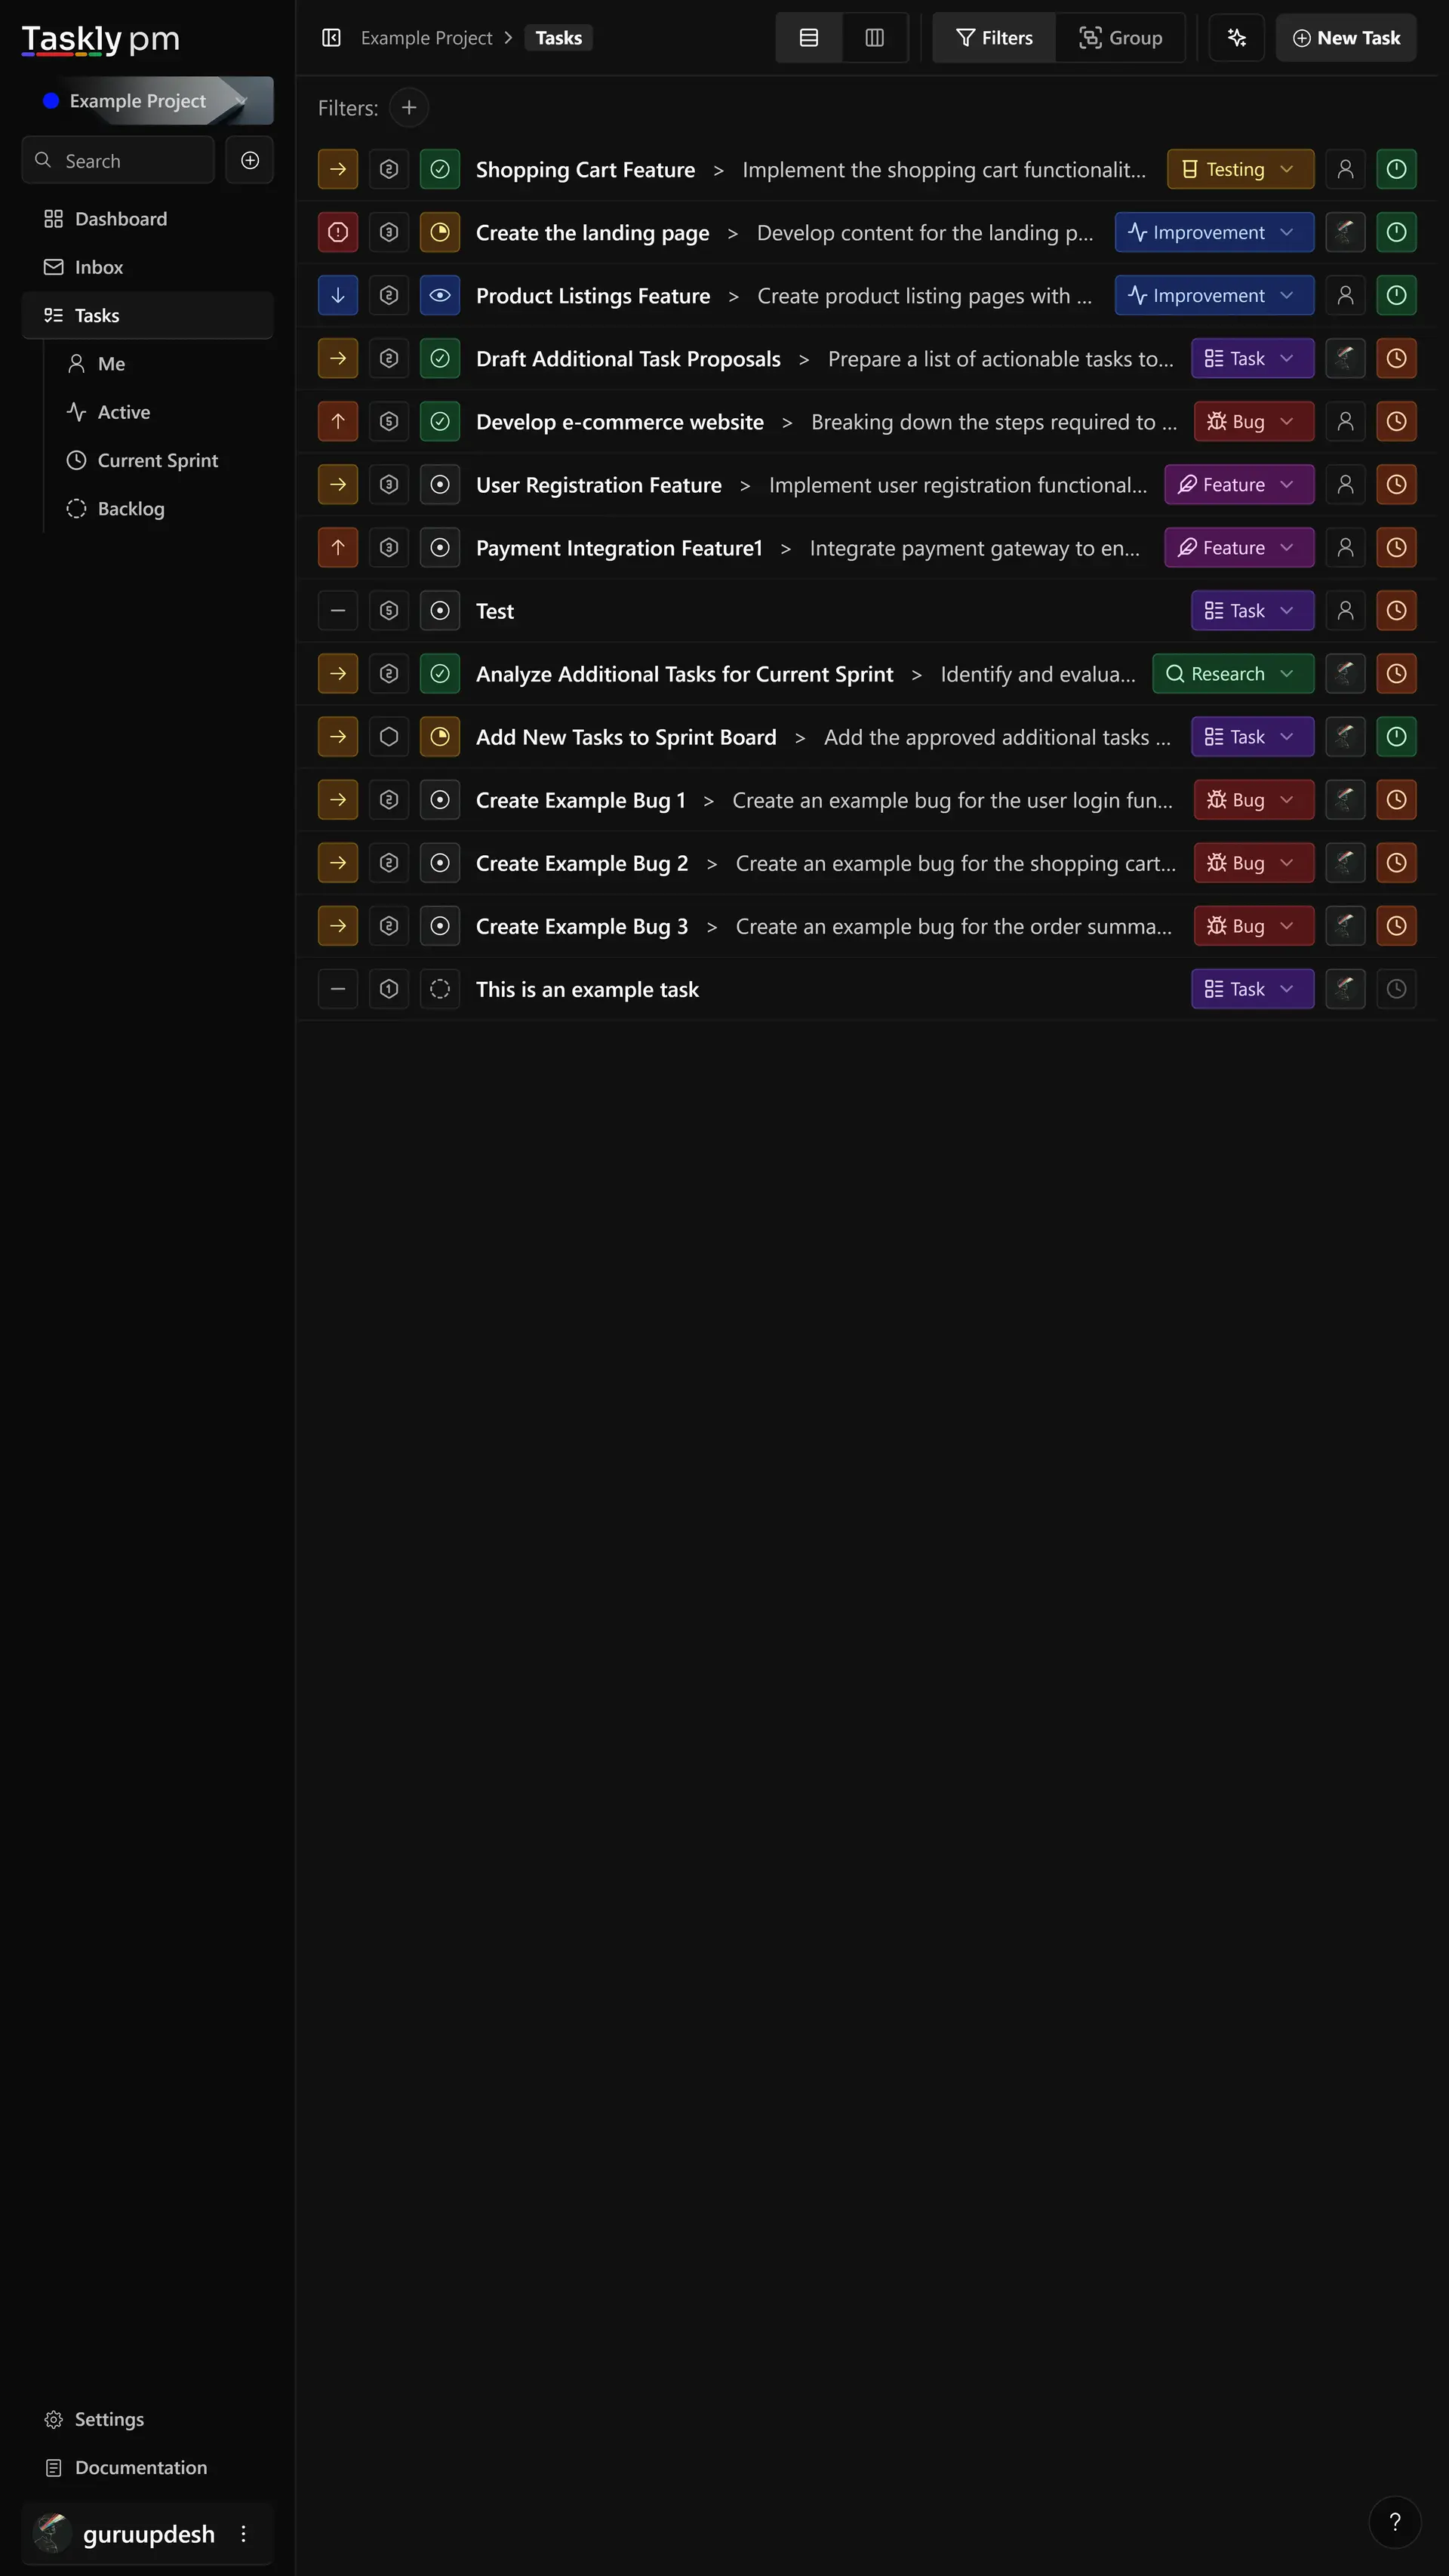 Taskly pm
Example Project
Search
Dashboard
Inbox
Tasks
Me
Active
Current Sprint
Backlog
Settings
Documentation
guruupdesh
Example Project > Tasks
Filters
Group
New Task
Filters: +
2 Shopping Cart Feature > Implement the shopping cart functionalit... Testing
3 Create the landing page > Develop content for the landing p... Improvement
2 Product Listings Feature > Create product listing pages with ... Improvement
2 Draft Additional Task Proposals > Prepare a list of actionable tasks to... Task
5 Develop e-commerce website > Breaking down the steps required to ... Bug
3 User Registration Feature > Implement user registration functional... Feature
3 Payment Integration Feature1 > Integrate payment gateway to en... Feature
5 Test Task
2 Analyze Additional Tasks for Current Sprint > Identify and evalua... Research
Add New Tasks to Sprint Board > Add the approved additional tasks ... Task
2 Create Example Bug 1 > Create an example bug for the user login fun... Bug
2 Create Example Bug 2 > Create an example bug for the shopping cart... Bug
2 Create Example Bug 3 > Create an example bug for the order summa... Bug
1 This is an example task Task
?